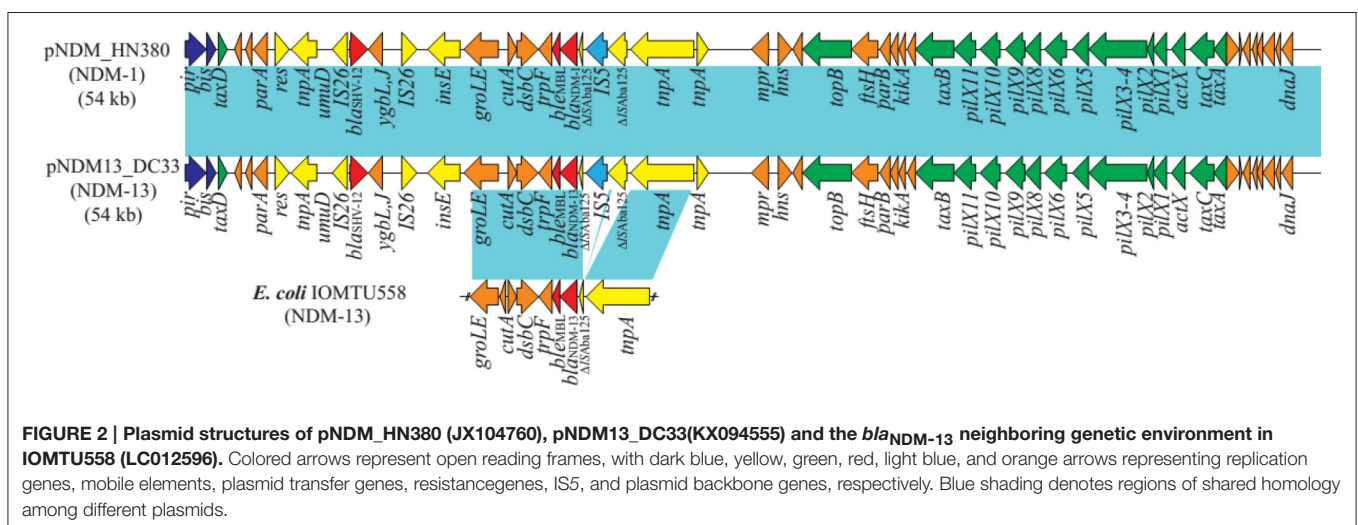 pNDM_HN380
(NDM-1)
(54 kb)
pir bis taxD parA res tnpA umuD IS26 blaSHV-12 ygbI,J IS26 insE groLE cutA dsbC trpF bleMBL blaNDM-1 ΔISAba125 IS5 ΔISAba125 tnpA tnpA mpr hns topB ftsH parB kikA taxB pilX11 pilX10 pilX9 pilX8 pilX6 pilX5 pilX3-4 pilX2 pilX1 actX taxC taxA dnaJ
pNDM13_DC33
(NDM-13)
(54 kb)
pir bis taxD parA res tnpA umuD IS26 blaSHV-12 ygbI,J IS26 insE groLE cutA dsbC trpF bleMBL blaNDM-13 ΔISAba125 IS5 ΔISAba125 tnpA tnpA mpr hns topB ftsH parB kikA taxB pilX11 pilX10 pilX9 pilX8 pilX6 pilX5 pilX3-4 pilX2 pilX1 actX taxC taxA dnaJ
E. coli IOMTU558
(NDM-13)
groLE cutA dsbC trpF bleMBL blaNDM-13 ΔISAba125 tnpA
FIGURE 2 | Plasmid structures of pNDM_HN380 (JX104760), pNDM13_DC33(KX094555) and the blaNDM-13 neighboring genetic environment in
IOMTU558 (LC012596). Colored arrows represent open reading frames, with dark blue, yellow, green, red, light blue, and orange arrows representing replication
genes, mobile elements, plasmid transfer genes, resistancegenes, IS5, and plasmid backbone genes, respectively. Blue shading denotes regions of shared homology
among different plasmids.